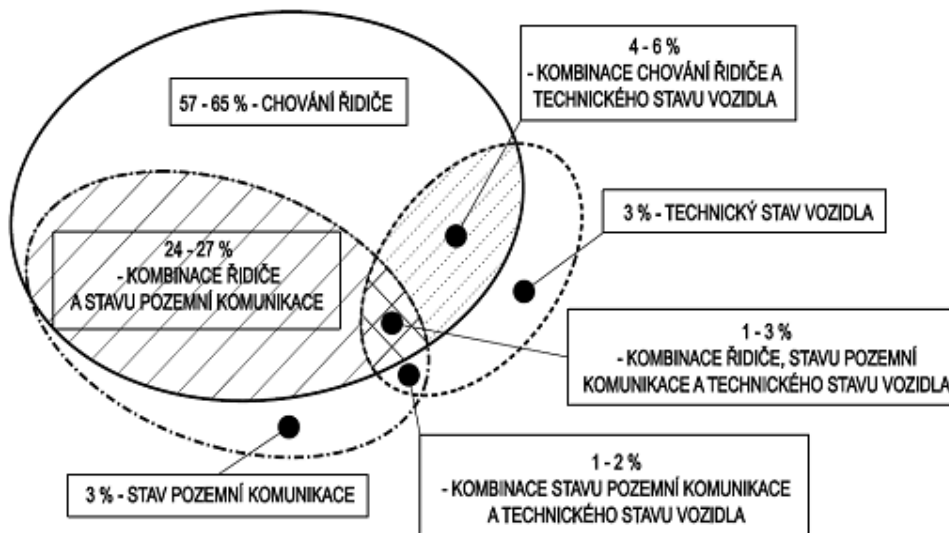 4 - 6 %
- KOMBINACE CHOVÁNÍ ŘIDIČE A
TECHNICKÉHO STAVU VOZIDLA
57 - 65 % - CHOVÁNÍ ŘIDIČE
3 % - TECHNICKÝ STAV VOZIDLA
24 - 27 %
- KOMBINACE ŘIDIČE
A STAVU POZEMNÍ KOMUNIKACE
1 - 3 %
- KOMBINACE ŘIDIČE, STAVU POZEMNÍ
KOMUNIKACE A TECHNICKÉHO STAVU VOZIDLA
1 - 2 %
- KOMBINACE STAVU POZEMNÍ KOMUNIKACE
A TECHNICKÉHO STAVU VOZIDLA
3 % - STAV POZEMNÍ KOMUNIKACE